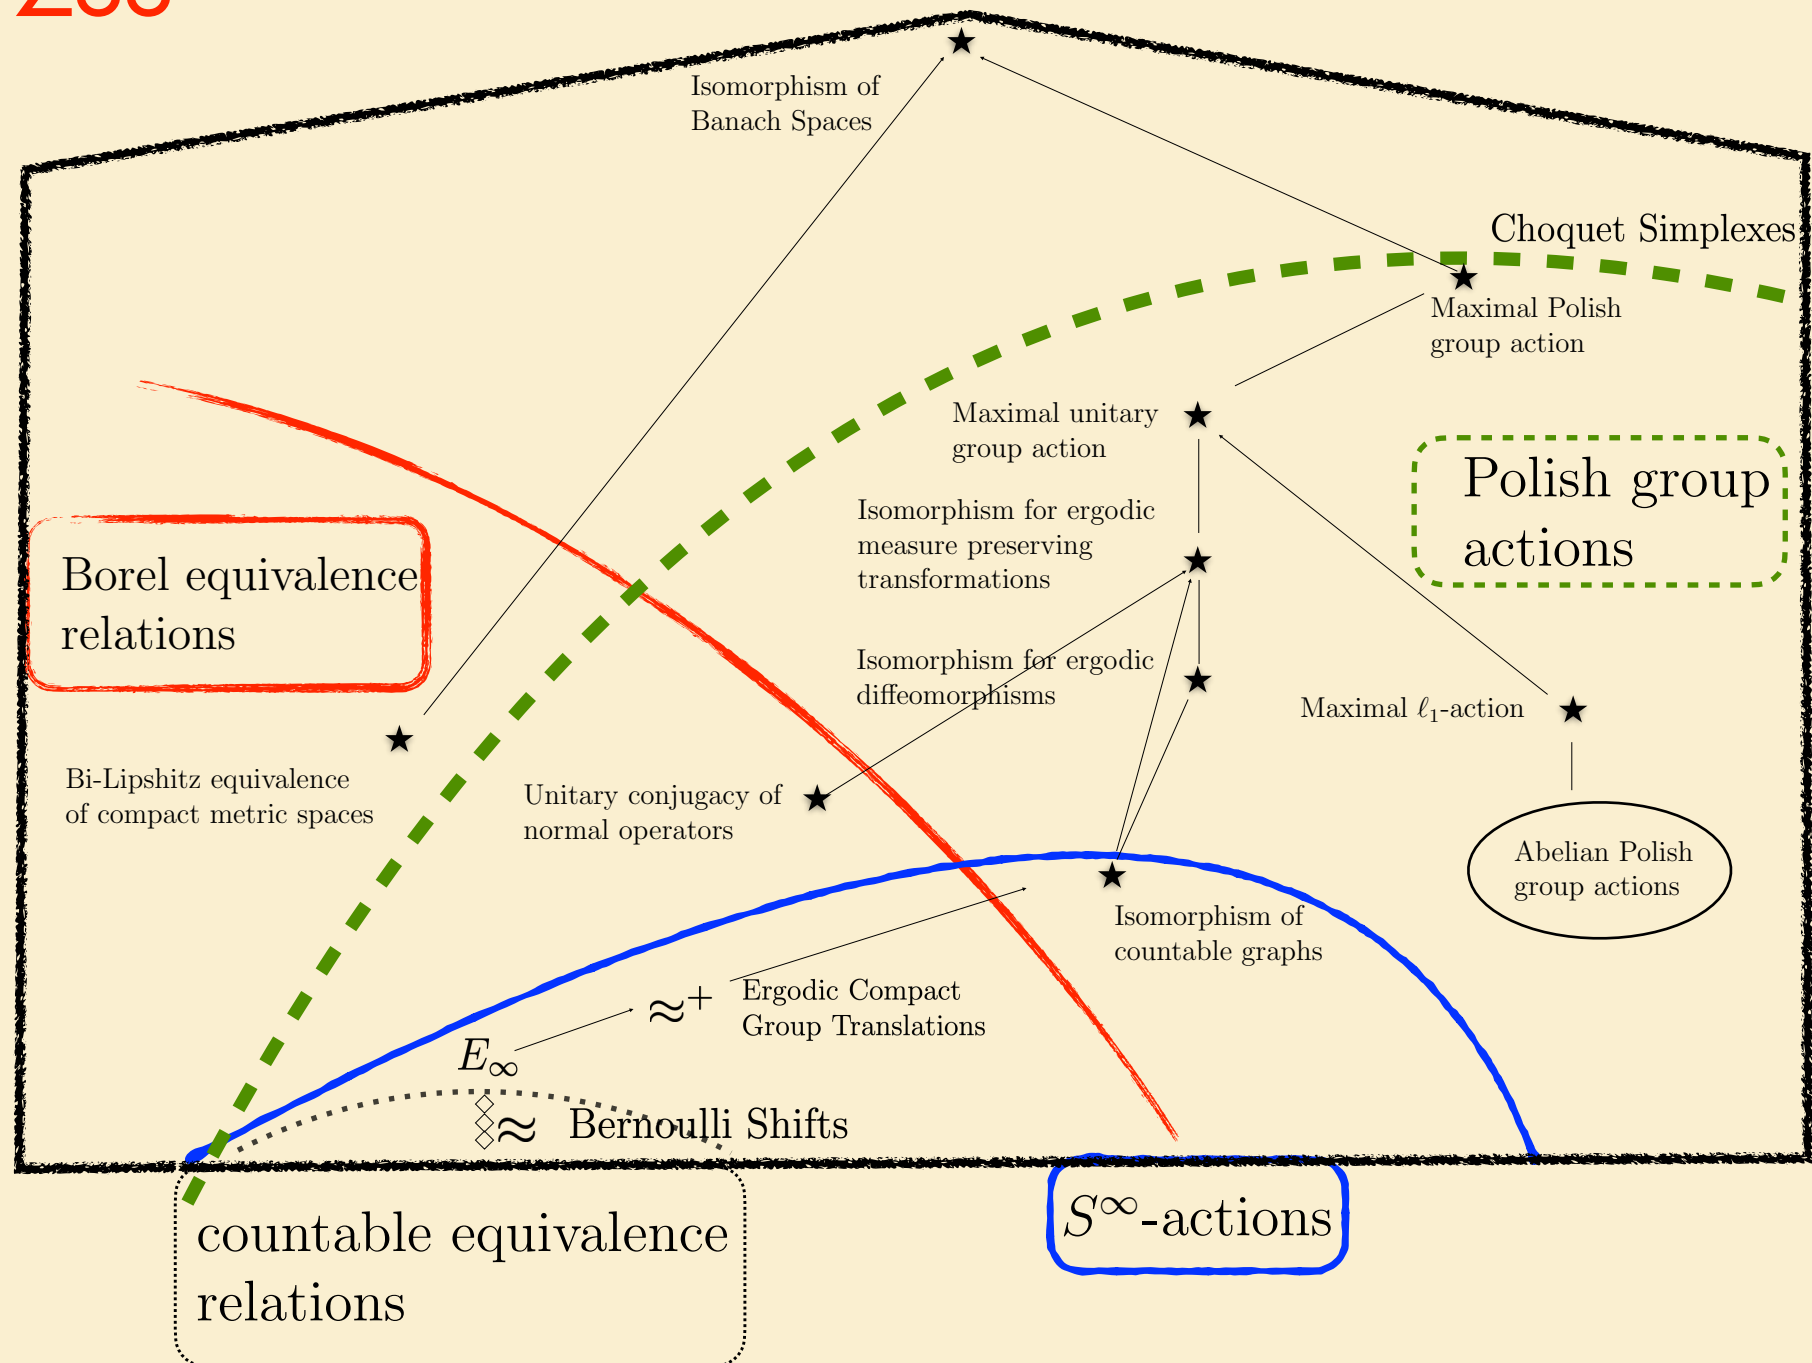 Zoo
Isomorphism of
Banach Spaces
Choquet Simplexes
Maximal Polish
group action
Maximal unitary
group action
Polish group
actions
Isomorphism for ergodic
measure preserving
transformations
Borel equivalence
relations
Isomorphism for ergodic
diffeomorphisms
Maximal ℓ₁-action
Bi-Lipshitz equivalence
of compact metric spaces
Unitary conjugacy of
normal operators
Abelian Polish
group actions
Isomorphism of
countable graphs
≈⁺ Ergodic Compact
Group Translations
E∞
≈ Bernoulli Shifts
countable equivalence
relations
S^∞-actions